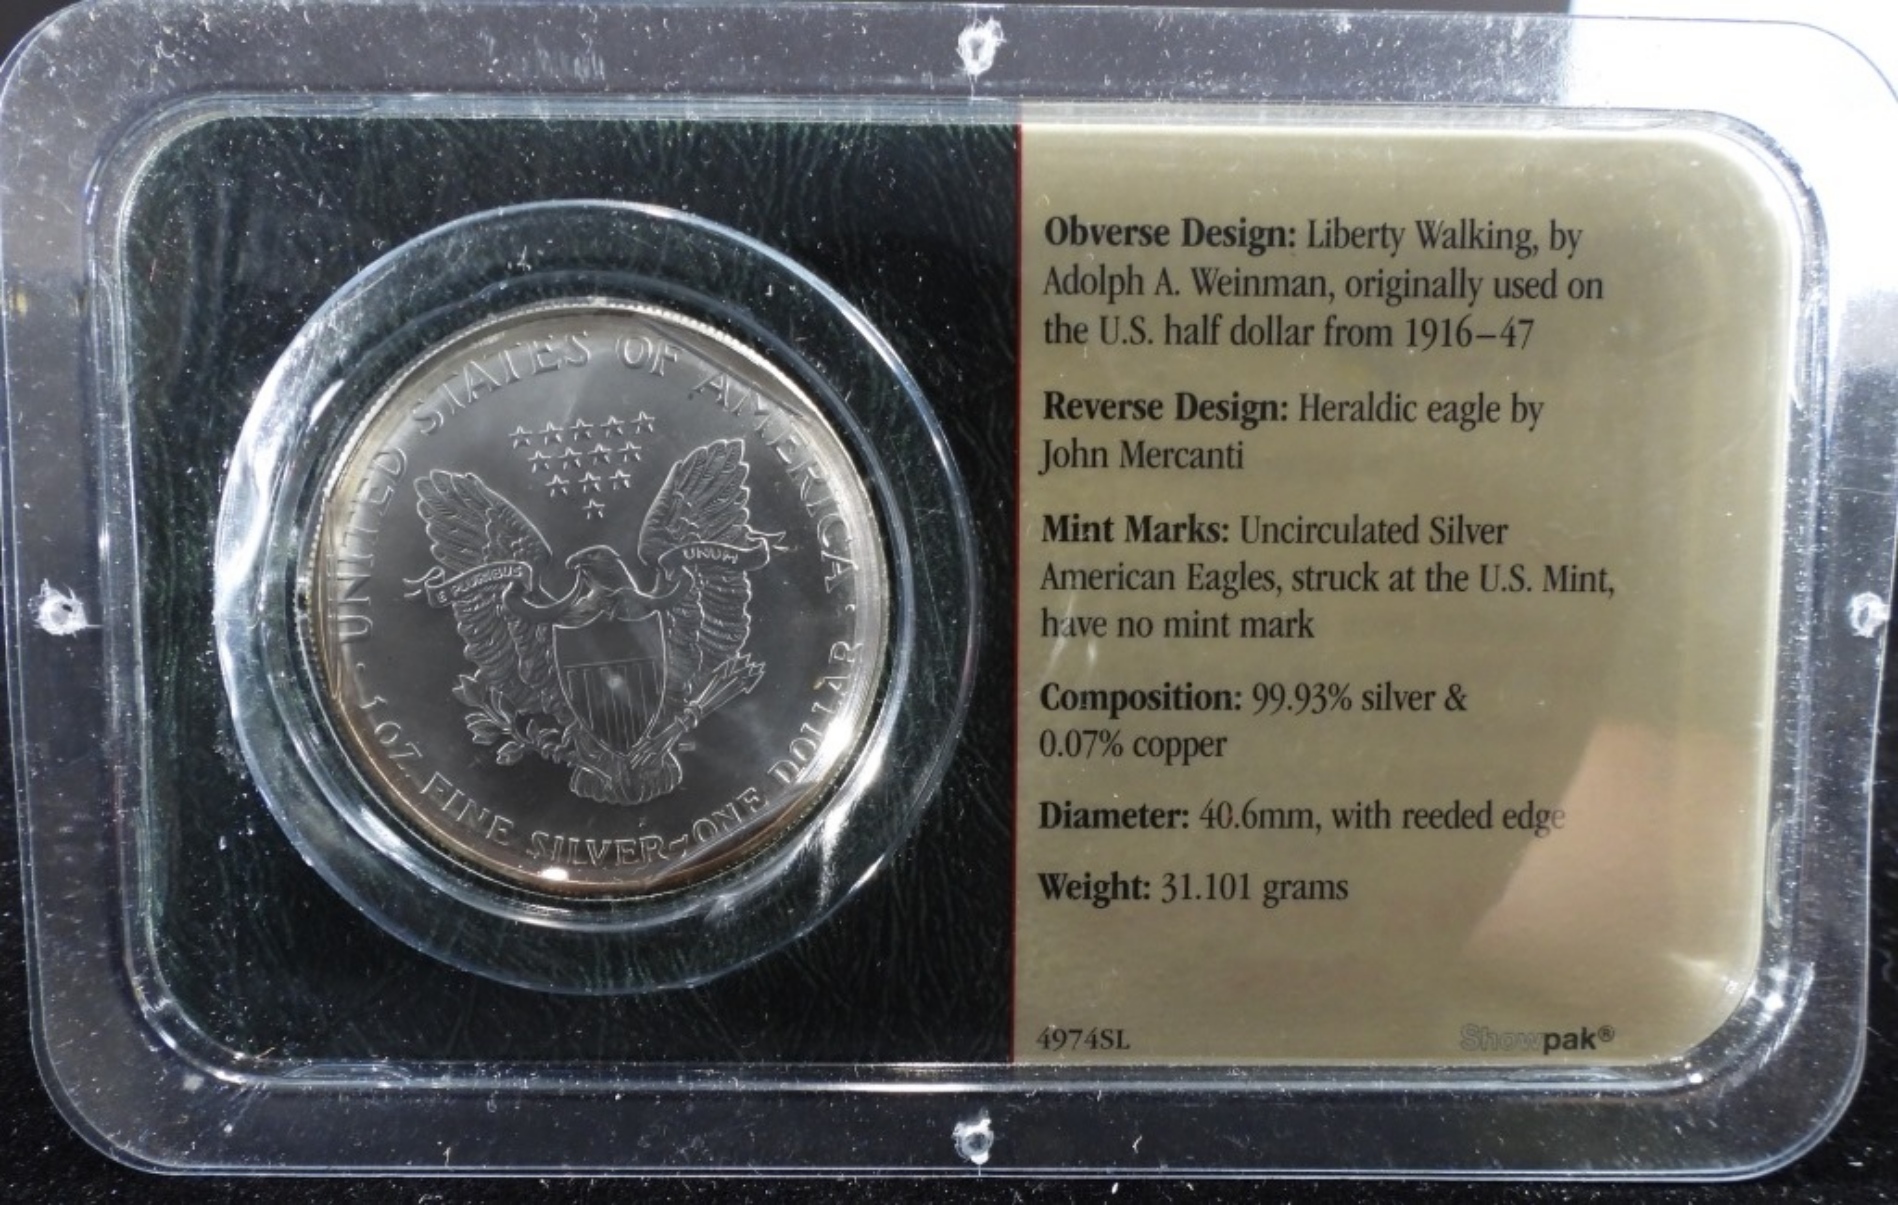 UNITED STATES OF AMERICA
E PLURIBUS
UNUM
1 OZ. FINE SILVER~ONE DOLLAR
Obverse Design: Liberty Walking, by
Adolph A. Weinman, originally used on
the U.S. half dollar from 1916–47
Reverse Design: Heraldic eagle by
John Mercanti
Mint Marks: Uncirculated Silver
American Eagles, struck at the U.S. Mint,
have no mint mark
Composition: 99.93% silver &
0.07% copper
Diameter: 40.6mm, with reeded edge
Weight: 31.101 grams
4974SL
Showpak®